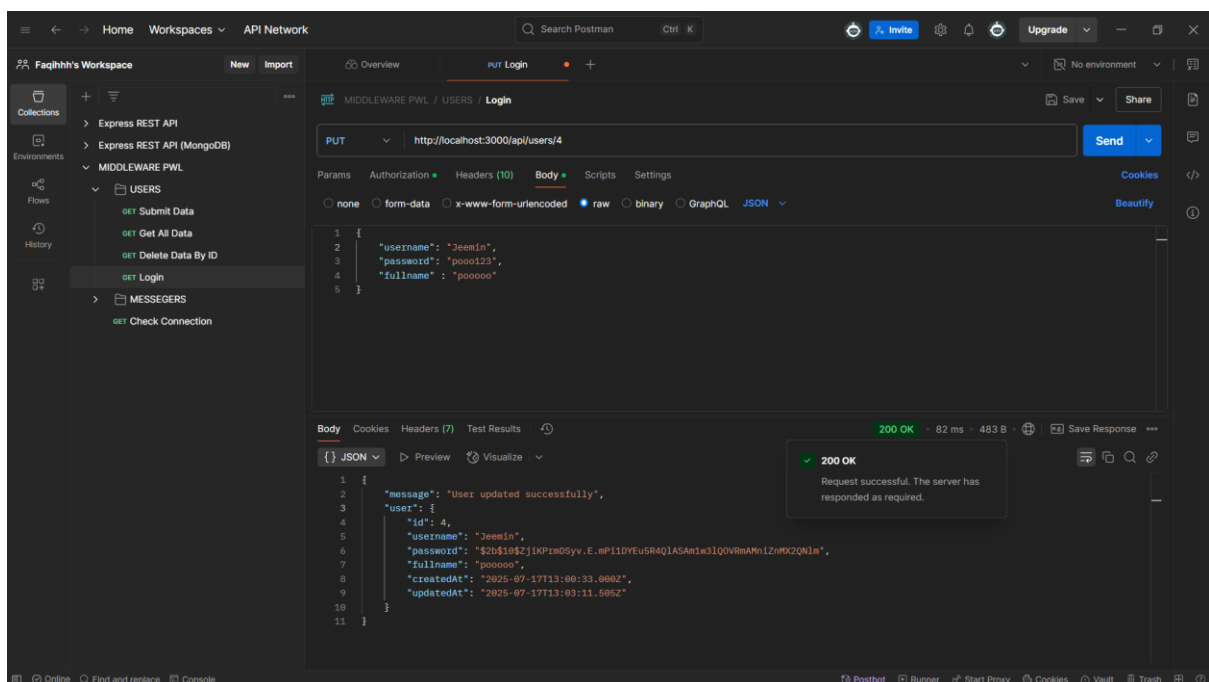 Home Workspaces API Network Search Postman Ctrl K Invite Upgrade
Faqihhh's Workspace New Import Overview PUT Login No environment
Collections
Environments
Flows
History
Express REST API
Express REST API (MongoDB)
MIDDLEWARE PWL
USERS
GET Submit Data
GET Get All Data
GET Delete Data By ID
GET Login
MESSEGERS
GET Check Connection
HTTP MIDDLEWARE PWL / USERS / Login Save Share
PUT http://localhost:3000/api/users/4 Send
Params Authorization Headers (10) Body Scripts Settings Cookies
none form-data x-www-form-urlencoded raw binary GraphQL JSON Beautify
1 {
2 "username": "Jeemin",
3 "password": "pooo123",
4 "fullname" : "pooooo"
5 }
Body Cookies Headers (7) Test Results 200 OK 82 ms 483 B Save Response
{} JSON Preview Visualize
200 OK
Request successful. The server has
responded as required.
1 {
2 "message": "User updated successfully",
3 "user": {
4 "id": 4,
5 "username": "Jeemin",
6 "password":
7 "fullname": "pooooo",
8 "createdAt": "2025-07-17T13:00:33.000Z",
9 "updatedAt": "2025-07-17T13:03:11.505Z"
10 }
11 }
Online Find and replace Console Postbot Runner Start Proxy Cookies Vault Trash